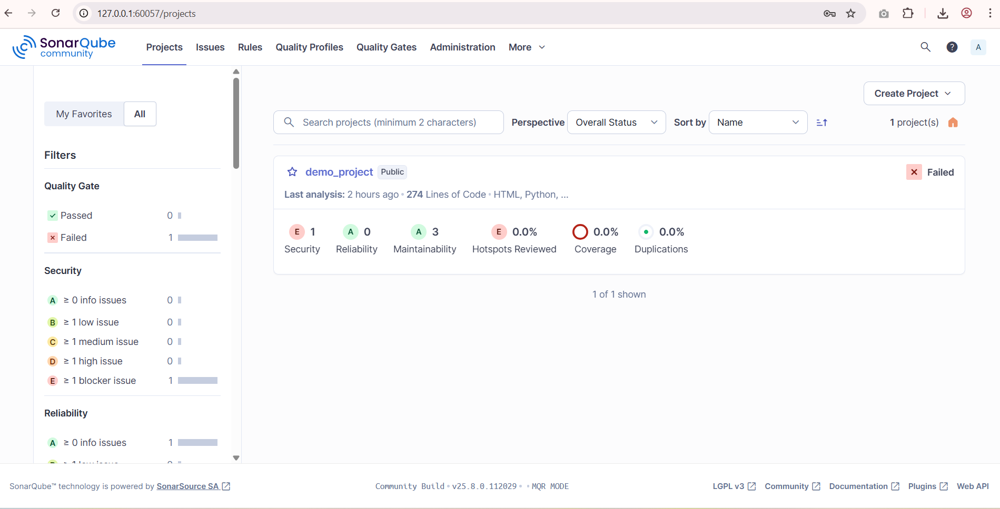 127.0.0.1:60057/projects
SonarQube community
Projects Issues Rules Quality Profiles Quality Gates Administration More
? A
My Favorites All
Filters
Quality Gate
Passed 0
Failed 1
Security
A ≥ 0 info issues 0
B ≥ 1 low issue 0
C ≥ 1 medium issue 0
D ≥ 1 high issue 0
E ≥ 1 blocker issue 1
Reliability
A ≥ 0 info issues 1
Create Project
Search projects (minimum 2 characters) Perspective Overall Status Sort by Name 1 project(s)
demo_project Public Failed
Last analysis: 2 hours ago • 274 Lines of Code • HTML, Python, ...
E 1 A 0 A 3 E 0.0% 0.0% 0.0%
Security Reliability Maintainability Hotspots Reviewed Coverage Duplications
1 of 1 shown
SonarQube™ technology is powered by SonarSource SA
Community Build • v25.8.0.112029 • • MQR MODE
LGPL v3 Community Documentation Plugins Web API